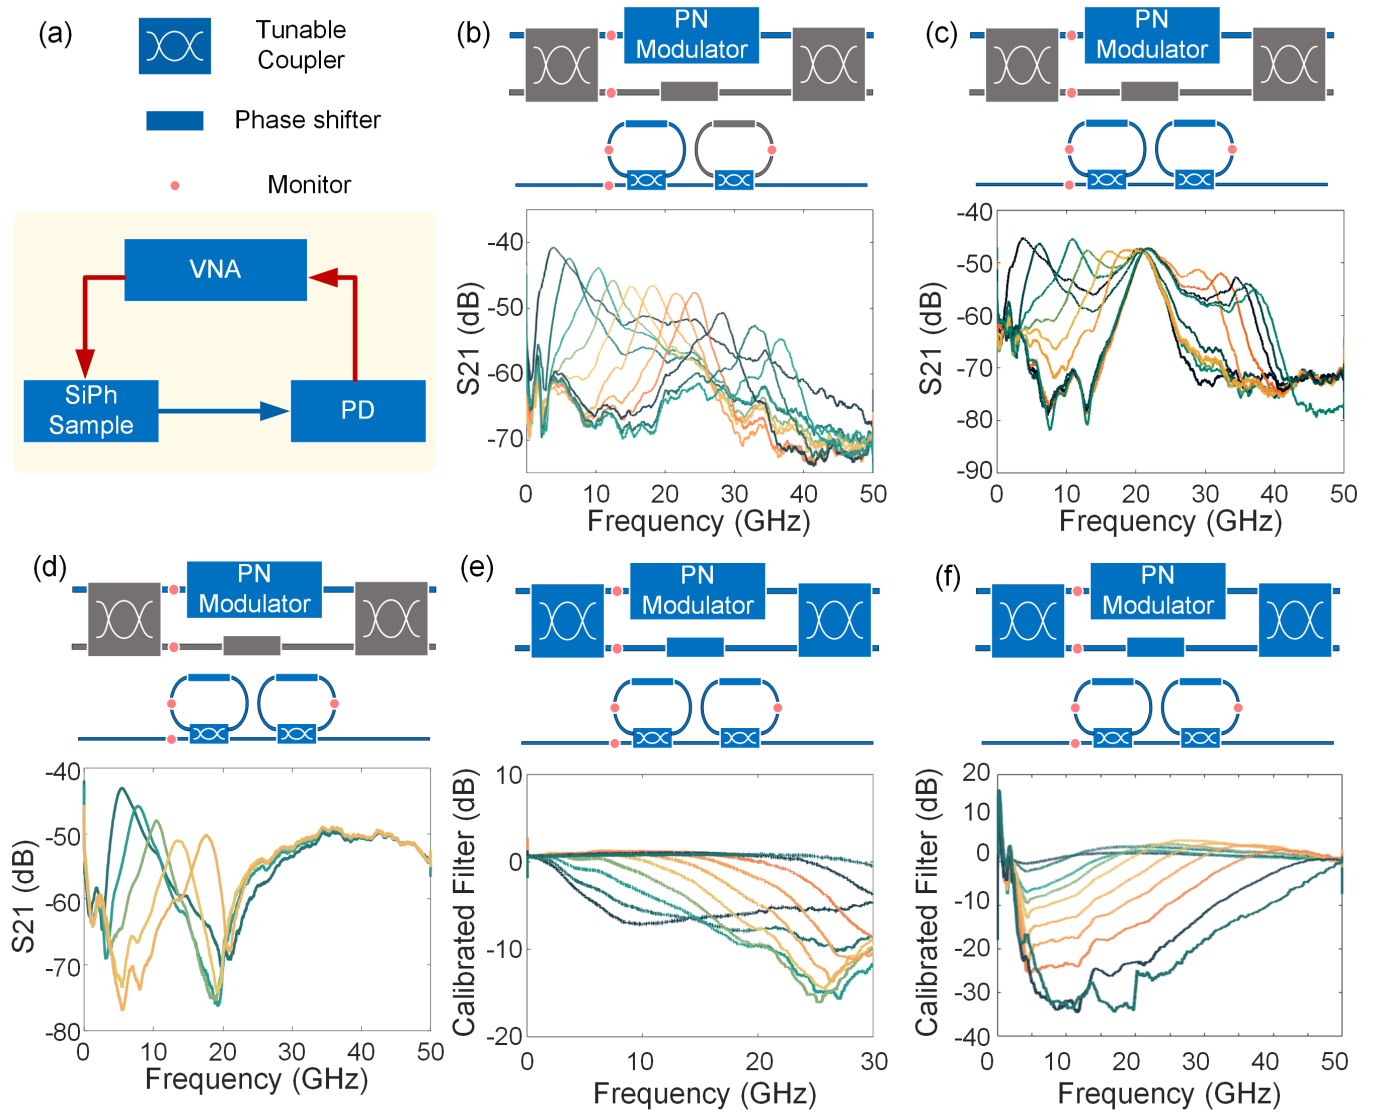 (a)
Tunable
Coupler
Phase shifter
Monitor
VNA
SiPh
Sample
PD
(b)
PN
Modulator
-40
-50
-60
-70
S21 (dB)
0 10 20 30 40 50
Frequency (GHz)
(c)
PN
Modulator
-40
-50
-60
-70
-80
-90
S21 (dB)
0 10 20 30 40 50
Frequency (GHz)
(d)
PN
Modulator
-40
-50
-60
-70
-80
S21 (dB)
0 10 20 30 40 50
Frequency (GHz)
(e)
PN
Modulator
10
0
-10
-20
Calibrated Filter (dB)
0 10 20 30
Frequency (GHz)
(f)
PN
Modulator
20
10
0
-10
-20
-30
-40
Calibrated Filter (dB)
0 10 20 30 40 50
Frequency (GHz)